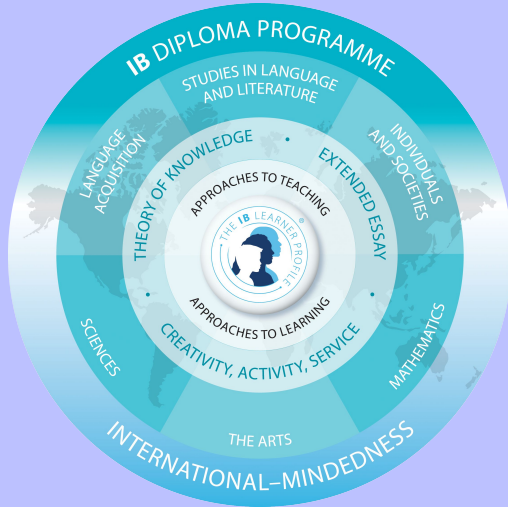 IB DIPLOMA PROGRAMME
STUDIES IN LANGUAGE
AND LITERATURE
LANGUAGE
ACQUISITION
INDIVIDUALS
AND SOCIETIES
THEORY OF KNOWLEDGE
EXTENDED ESSAY
APPROACHES TO TEACHING
THE IB LEARNER PROFILE
®
APPROACHES TO LEARNING
CREATIVITY, ACTIVITY, SERVICE
SCIENCES
MATHEMATICS
THE ARTS
INTERNATIONAL–MINDEDNESS